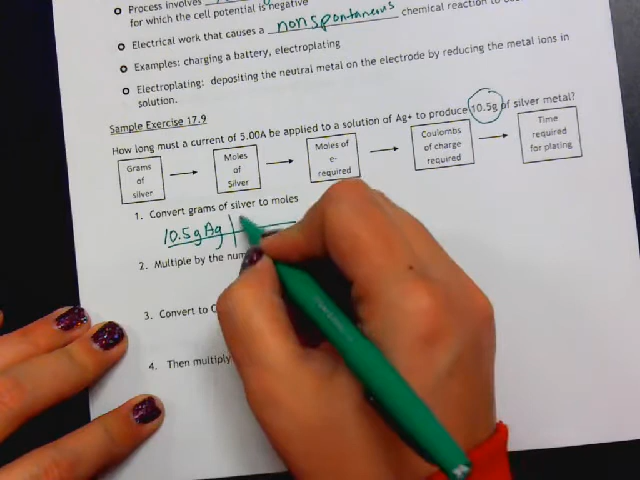 Process involves
for which the cell potential is negative
Electrical work that causes a nonspontaneous chemical reaction to
Examples: charging a battery, electroplating
Electroplating: depositing the neutral metal on the electrode by reducing the metal ions in
solution.
Sample Exercise 17.9
How long must a current of 5.00A be applied to a solution of Ag+ to produce 10.5g of silver metal?
Grams
of
silver
Moles
of
Silver
Moles of
e-
required
Coulombs
of charge
required
Time
required
for plating
1. Convert grams of silver to moles
10.5g Ag
2. Multiple by the
3. Convert to
4. Then multiply